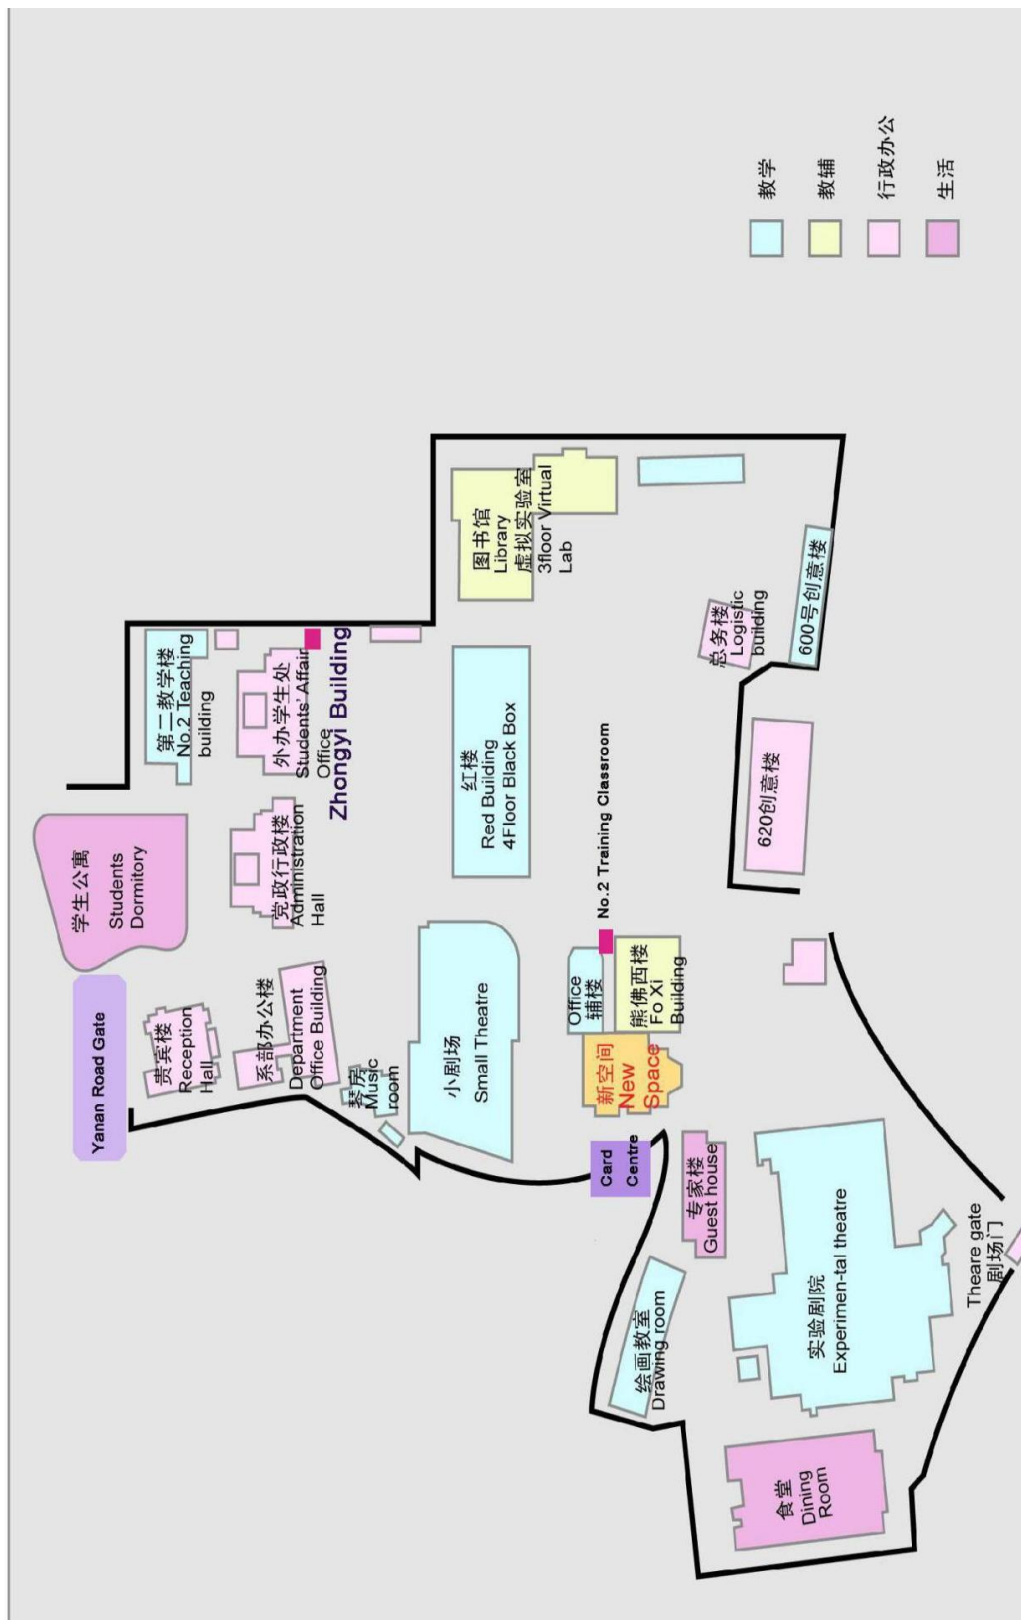 教学
教辅
行政办公
生活
Yanan Road Gate
学生公寓
Students
Dormitory
第二教学楼
No.2 Teaching
building
贵宾楼
Reception
Hall
系部办公楼
Department
Office Building
党政行政楼
Administration
Hall
外办学生处
Students' Affair
Office
Zhongyi Building
琴房
Music
room
小剧场
Small Theatre
红楼
Red Building
4Floor Black Box
图书馆
Library
虚拟实验室
3floor Virtual
Lab
Card
Centre
新空间
New
Space
Office
辅楼
No.2 Training Classroom
熊佛西楼
Fo Xi
Building
总务楼
Logistic
building
600号创意楼
620创意楼
绘画教室
Drawing room
专家楼
Guest house
食堂
Dining
Room
实验剧院
Experimen-tal theatre
Theare gate
剧场门